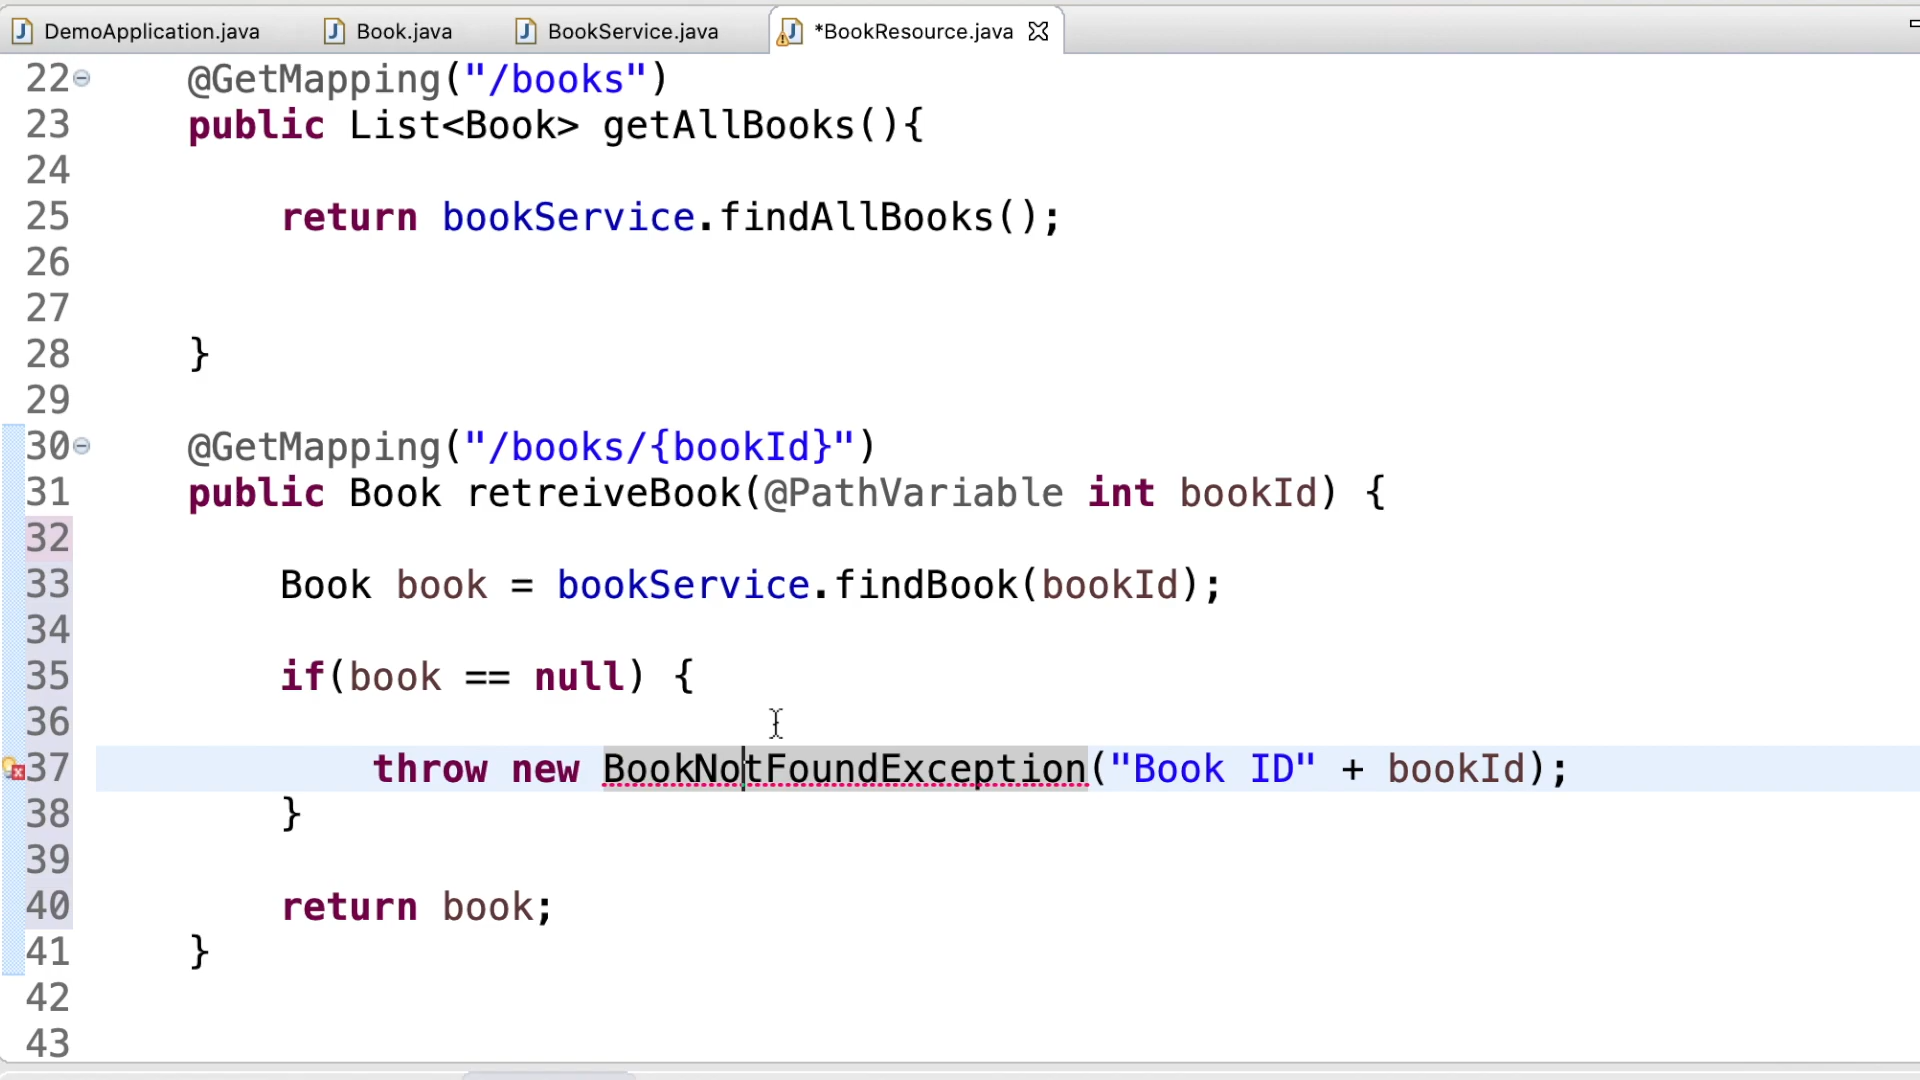 DemoApplication.java Book.java BookService.java *BookResource.java
22 @GetMapping("/books")
23 public List<Book> getAllBooks(){
24
25 return bookService.findAllBooks();
26
27
28 }
29
30 @GetMapping("/books/{bookId}")
31 public Book retreiveBook(@PathVariable int bookId) {
32
33 Book book = bookService.findBook(bookId);
34
35 if(book == null) {
36
37 throw new BookNotFoundException("Book ID" + bookId);
38 }
39
40 return book;
41 }
42
43